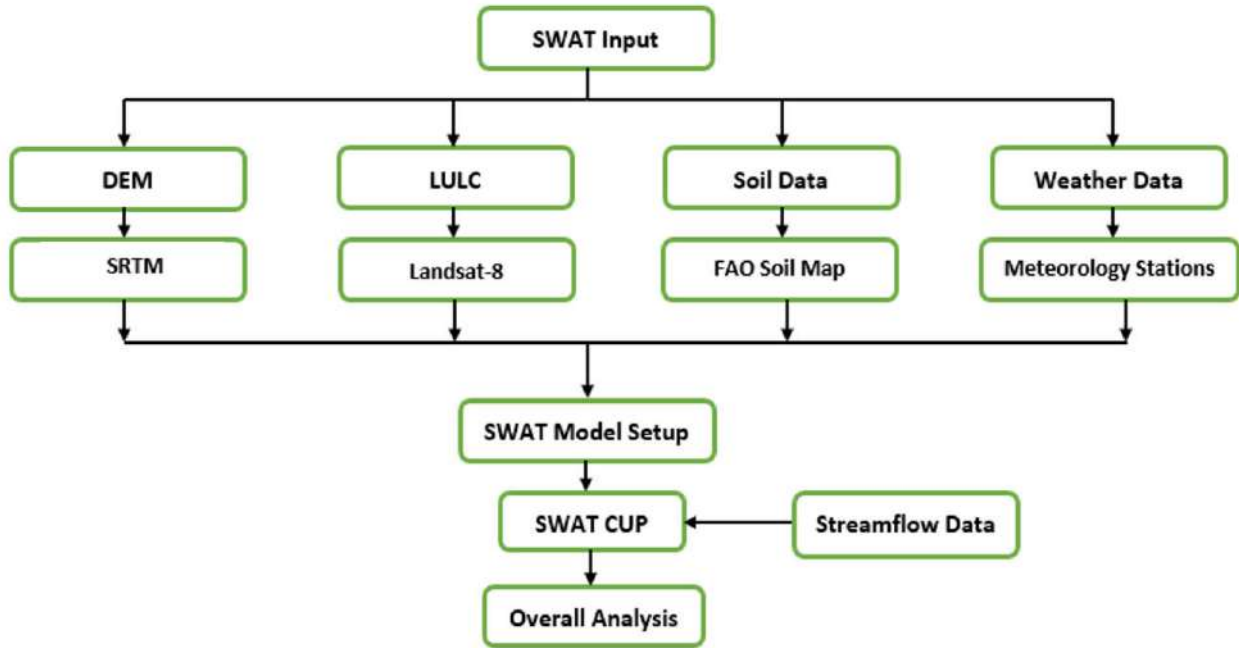 SWAT Input
DEM
LULC
Soil Data
Weather Data
SRTM
Landsat-8
FAO Soil Map
Meteorology Stations
SWAT Model Setup
SWAT CUP
Streamflow Data
Overall Analysis